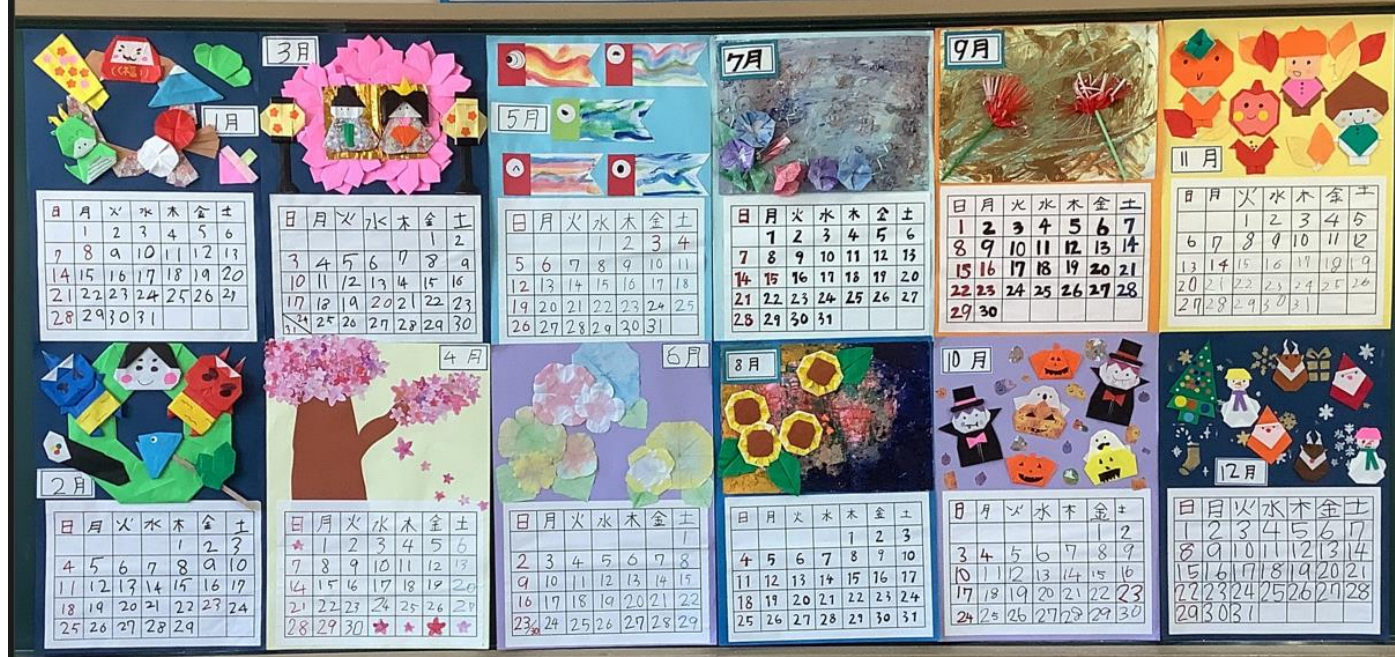 福
1月
日 月 火 水 木 金 土
1 2 3 4 5 6
7 8 9 10 11 12 13
14 15 16 17 18 19 20
21 22 23 24 25 26 27
28 29 30 31
2月
日 月 火 水 木 金 土
1 2 3
4 5 6 7 8 9 10
11 12 13 14 15 16 17
18 19 20 21 22 23 24
25 26 27 28 29
3月
日 月 火 水 木 金 土
1 2
3 4 5 6 7 8 9
10 11 12 13 14 15 16
17 18 19 20 21 22 23
24/31 25 26 27 28 29 30
4月
日 月 火 水 木 金 土
1 2 3 4 5 6
7 8 9 10 11 12 13
14 15 16 17 18 19 20
21 22 23 24 25 26 27
28 29 30
5月
日 月 火 水 木 金 土
1 2 3 4
5 6 7 8 9 10 11
12 13 14 15 16 17 18
19 20 21 22 23 24 25
26 27 28 29 30 31
6月
日 月 火 水 木 金 土
1
2 3 4 5 6 7 8
9 10 11 12 13 14 15
16 17 18 19 20 21 22
23/30 24 25 26 27 28 29
7月
日 月 火 水 木 金 土
1 2 3 4 5 6
7 8 9 10 11 12 13
14 15 16 17 18 19 20
21 22 23 24 25 26 27
28 29 30 31
8月
日 月 火 水 木 金 土
1 2 3
4 5 6 7 8 9 10
11 12 13 14 15 16 17
18 19 20 21 22 23 24
25 26 27 28 29 30 31
9月
日 月 火 水 木 金 土
1 2 3 4 5 6 7
8 9 10 11 12 13 14
15 16 17 18 19 20 21
22 23 24 25 26 27 28
29 30
10月
日 月 火 水 木 金 土
1 2
3 4 5 6 7 8 9
10 11 12 13 14 15 16
17 18 19 20 21 22 23
24 25 26 27 28 29 30
11月
日 月 火 水 木 金 土
1 2 3 4 5
6 7 8 9 10 11 12
13 14 15 16 17 18 19
20 21 22 23 24 25 26
27 28 29 30 31
12月
日 月 火 水 木 金 土
1 2 3 4 5 6 7
8 9 10 11 12 13 14
15 16 17 18 19 20 21
22 23 24 25 26 27 28
29 30 31